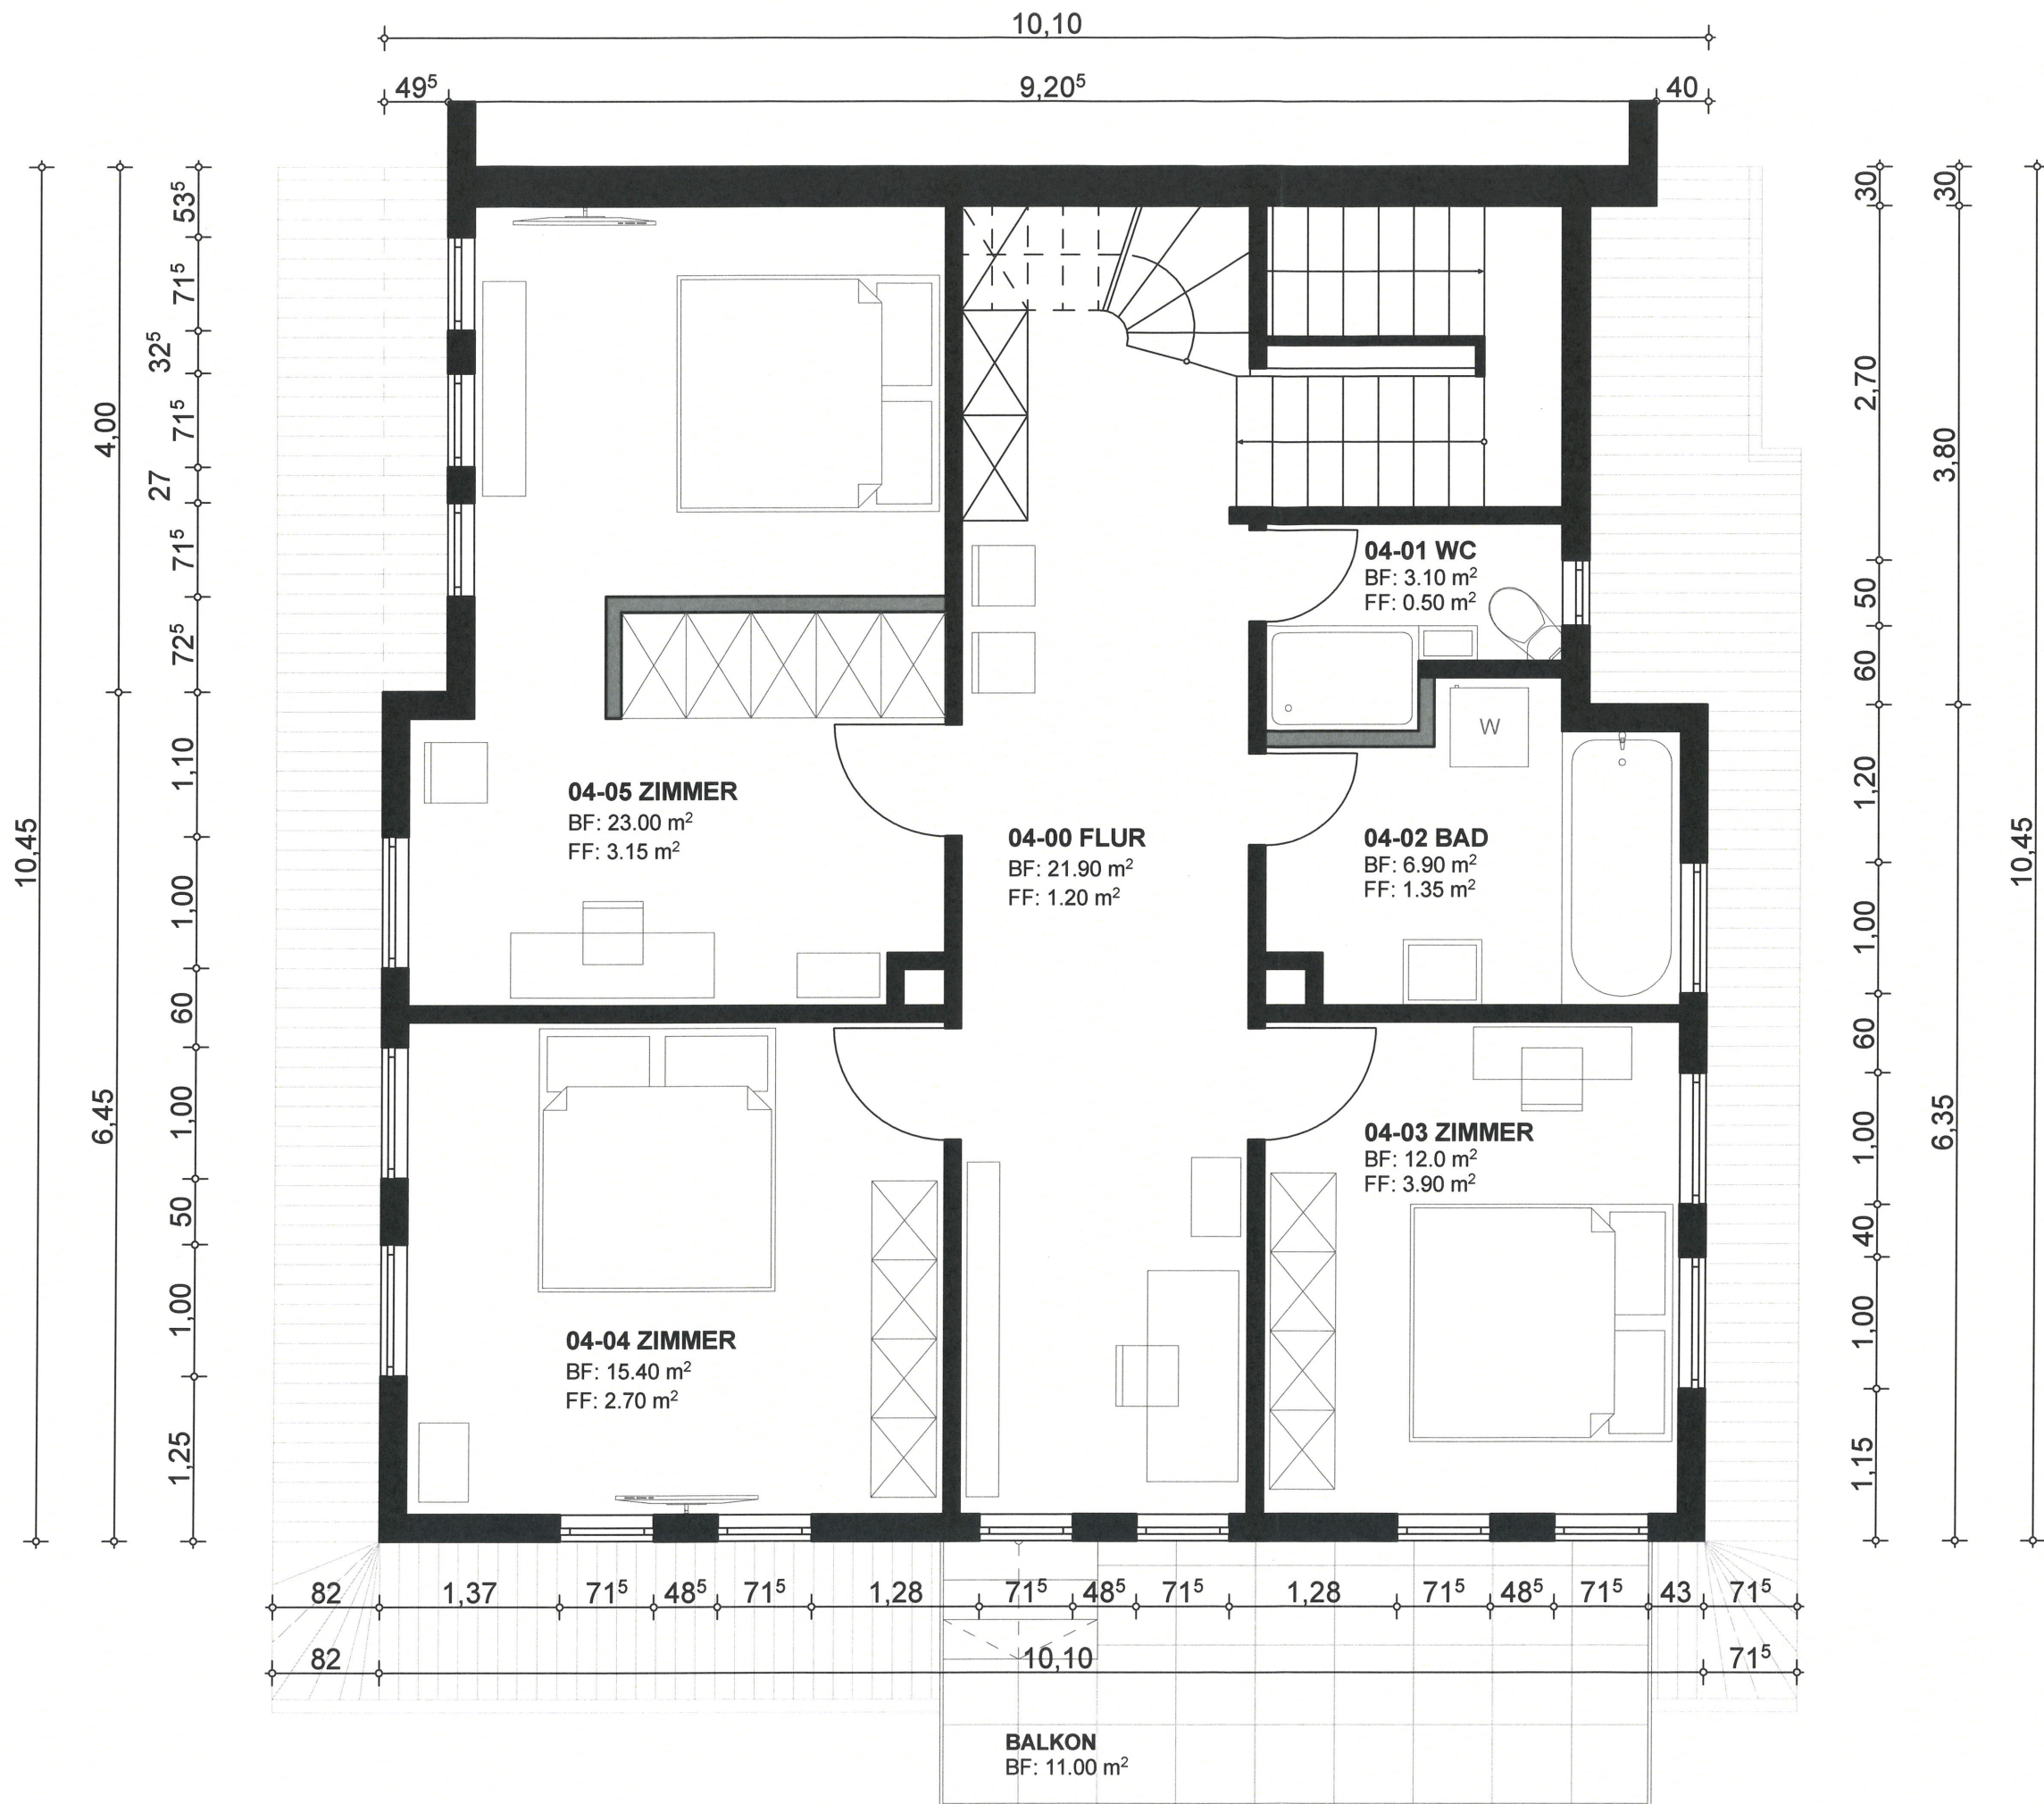 10,10
49⁵ 9,20⁵ 40
53⁵
71⁵
32⁵
71⁵
27
71⁵
72⁵
1,10
1,00
60
1,00
50
1,00
1,25
4,00
6,45
10,45
30
2,70
50
60
1,20
1,00
60
1,00
40
1,00
1,15
30
3,80
6,35
10,45
04-01 WC
BF: 3.10 m²
FF: 0.50 m²
W
04-05 ZIMMER
BF: 23.00 m²
FF: 3.15 m²
04-00 FLUR
BF: 21.90 m²
FF: 1.20 m²
04-02 BAD
BF: 6.90 m²
FF: 1.35 m²
04-03 ZIMMER
BF: 12.0 m²
FF: 3.90 m²
04-04 ZIMMER
BF: 15.40 m²
FF: 2.70 m²
82 1,37 71⁵ 48⁵ 71⁵ 1,28 71⁵ 48⁵ 71⁵ 1,28 71⁵ 48⁵ 71⁵ 43 71⁵
82 10,10 71⁵
BALKON
BF: 11.00 m²